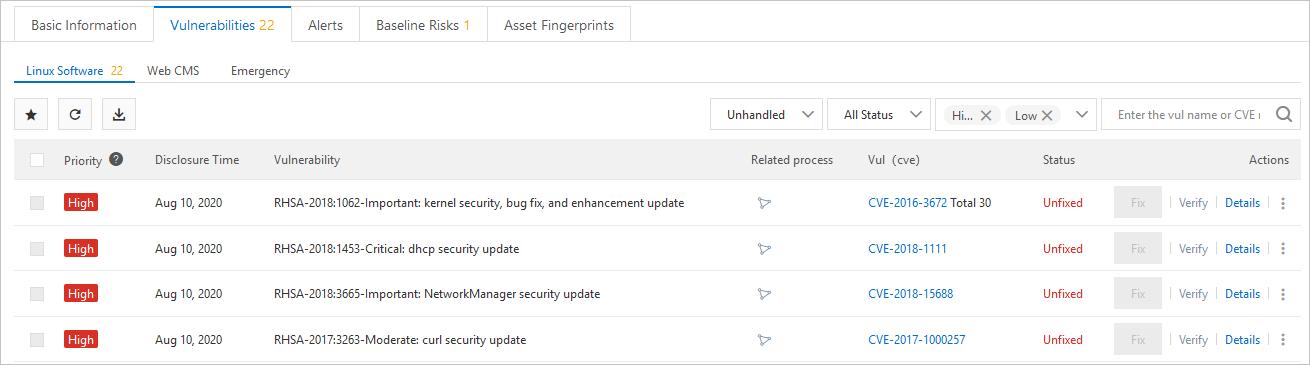 Basic Information Vulnerabilities 22 Alerts Baseline Risks 1 Asset Fingerprints
Linux Software 22 Web CMS Emergency
Unhandled All Status Hi... Low Enter the vul name or CVE
Priority ? Disclosure Time Vulnerability Related process Vul (cve) Status Actions
High Aug 10, 2020 RHSA-2018:1062-Important: kernel security, bug fix, and enhancement update CVE-2016-3672 Total 30 Unfixed Fix Verify Details
High Aug 10, 2020 RHSA-2018:1453-Critical: dhcp security update CVE-2018-1111 Unfixed Fix Verify Details
High Aug 10, 2020 RHSA-2018:3665-Important: NetworkManager security update CVE-2018-15688 Unfixed Fix Verify Details
High Aug 10, 2020 RHSA-2017:3263-Moderate: curl security update CVE-2017-1000257 Unfixed Fix Verify Details